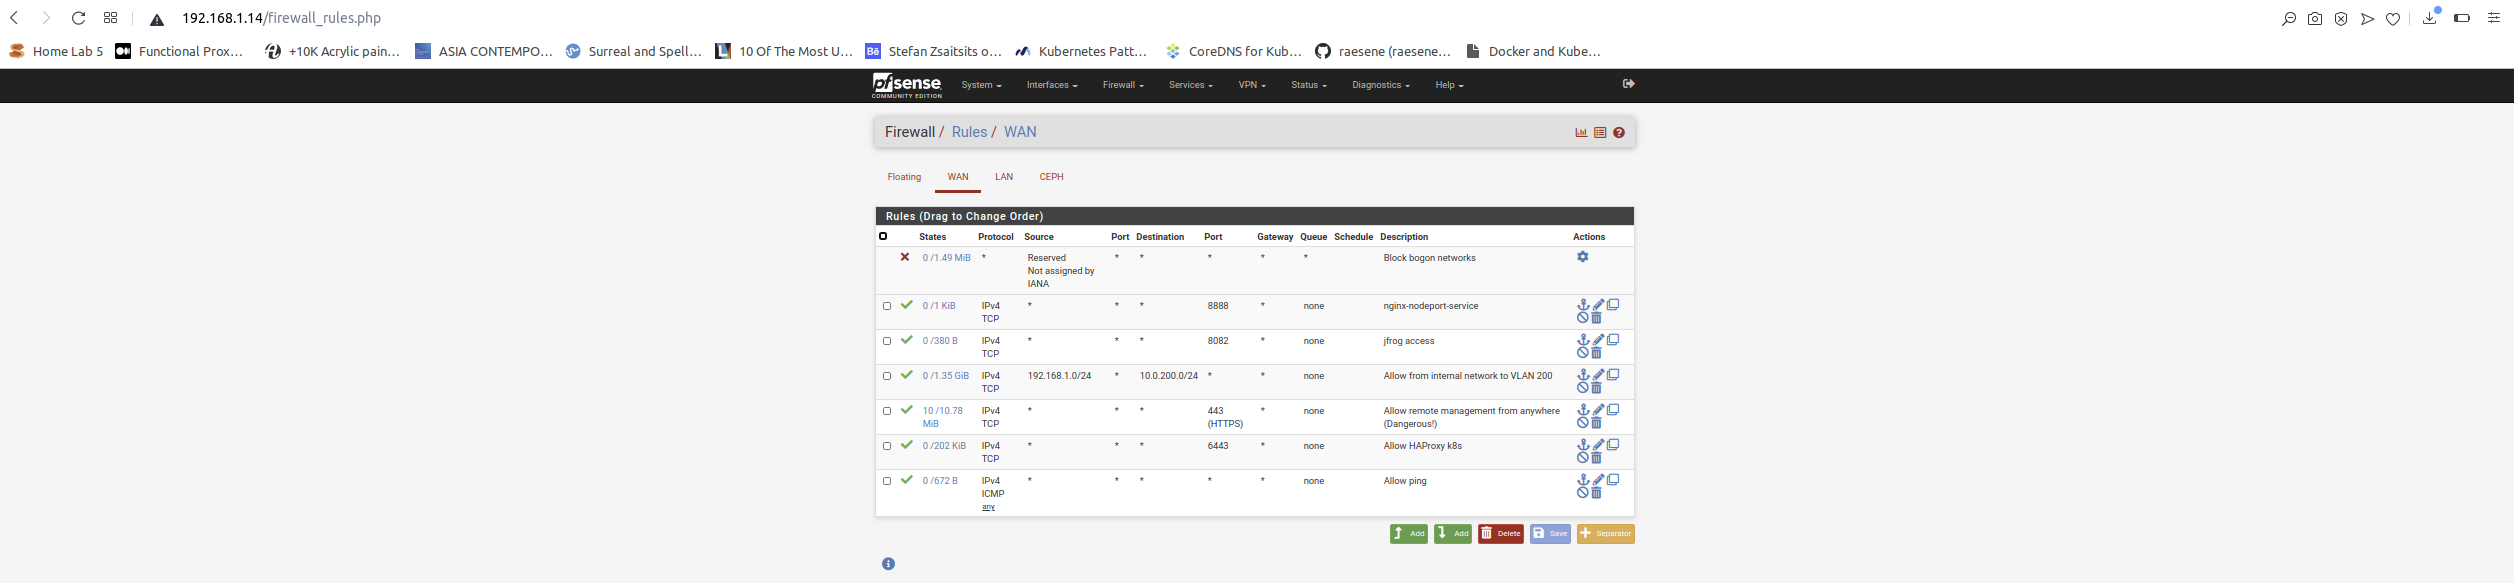 192.168.1.14/firewall_rules.php
Home Lab 5 Functional Prox... +10K Acrylic pain... ASIA CONTEMPO... Surreal and Spell... 10 Of The Most U... Bē Stefan Zsaitsits o... Kubernetes Patt... CoreDNS for Kub... raesene (raesene... Docker and Kube...
pfsense System Interfaces Firewall Services VPN Status Diagnostics Help
COMMUNITY EDITION
Firewall / Rules / WAN
Floating WAN LAN CEPH
Rules (Drag to Change Order)
States Protocol Source Port Destination Port Gateway Queue Schedule Description Actions
0 /1.49 MiB * Reserved * * * * * Block bogon networks
Not assigned by
IANA
0 /1 KiB IPv4 * * * 8888 * none nginx-nodeport-service
TCP
0 /380 B IPv4 * * * 8082 * none jfrog access
TCP
0 /1.35 GiB IPv4 192.168.1.0/24 * 10.0.200.0/24 * * none Allow from internal network to VLAN 200
TCP
10 /10.78 IPv4 * * * 443 * none Allow remote management from anywhere
MiB TCP (HTTPS) (Dangerous!)
0 /202 KiB IPv4 * * * 6443 * none Allow HAProxy k8s
TCP
0 /672 B IPv4 * * * * * none Allow ping
ICMP
any
Add Add Delete Save Separator